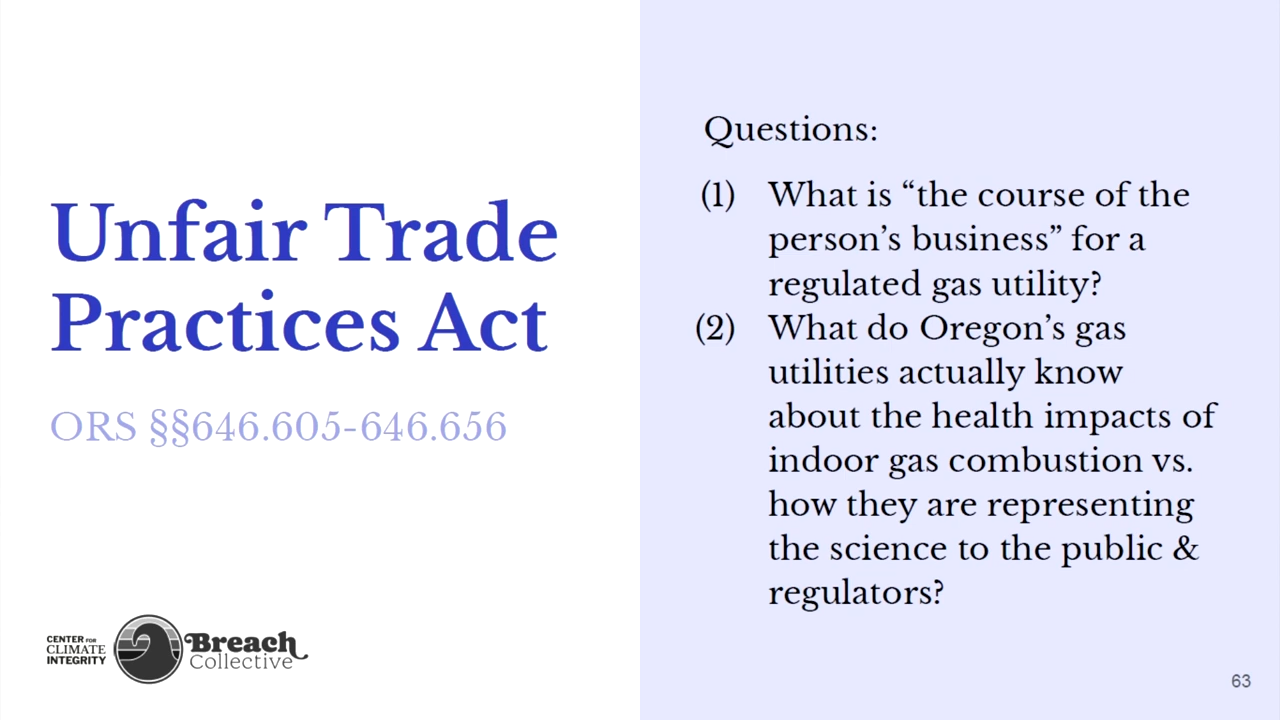 Unfair Trade
Practices Act
ORS §§646.605-646.656
CENTER FOR
CLIMATE
INTEGRITY
Breach
Collective
Questions:
(1) What is “the course of the
person’s business” for a
regulated gas utility?
(2) What do Oregon’s gas
utilities actually know
about the health impacts of
indoor gas combustion vs.
how they are representing
the science to the public &
regulators?
63